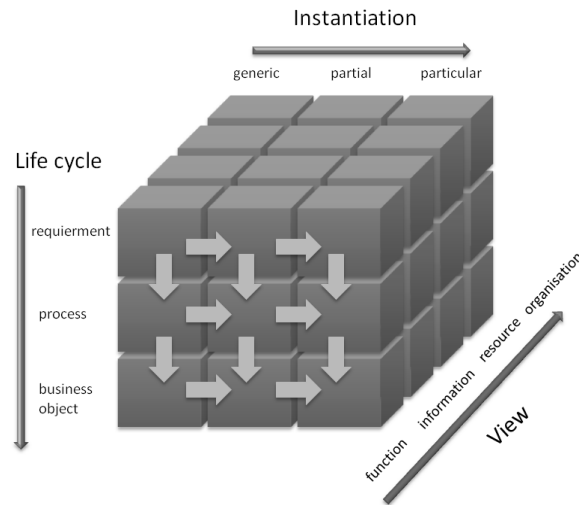 Instantiation
generic partial particular
Life cycle
requierment
process
business
object
function information resource organisation
View